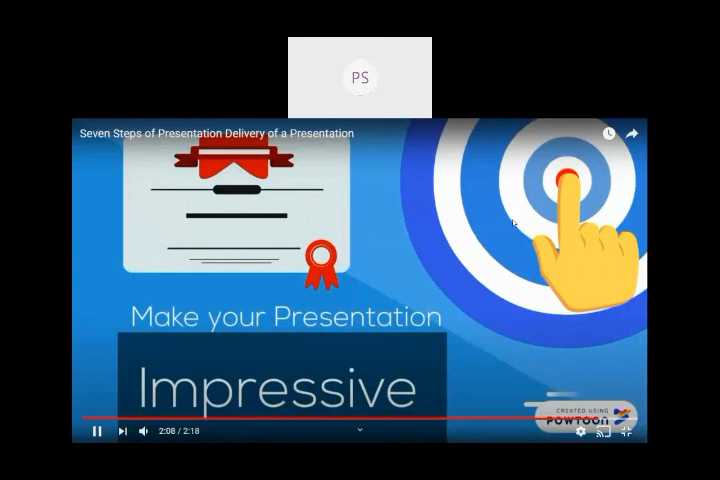 PS
Seven Steps of Presentation Delivery of a Presentation
Make your Presentation
Impressive
CREATED USING
POWTOON
2:08 / 2:18